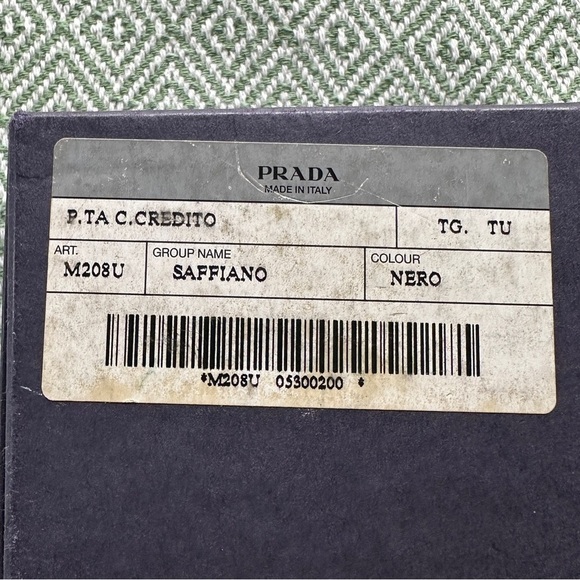 PRADA
MADE IN ITALY
P.TA C.CREDITO TG. TU
ART. GROUP NAME COLOUR
M208U SAFFIANO NERO
*M208U 05300200 *